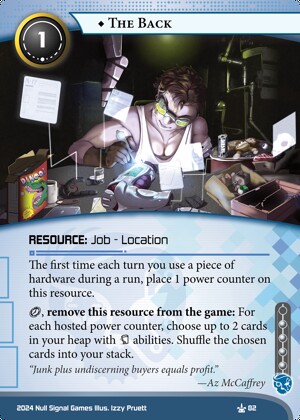 1
◆ The Back
BINGO
RESOURCE: Job - Location
The first time each turn you use a piece of
hardware during a run, place 1 power counter on
this resource.
, remove this resource from the game: For
each hosted power counter, choose up to 2 cards
in your heap with abilities. Shuffle the chosen
cards into your stack.
"Junk plus undiscerning buyers equals profit."
—Az McCaffrey
2024 Null Signal Games Illus. Izzy Pruett
82